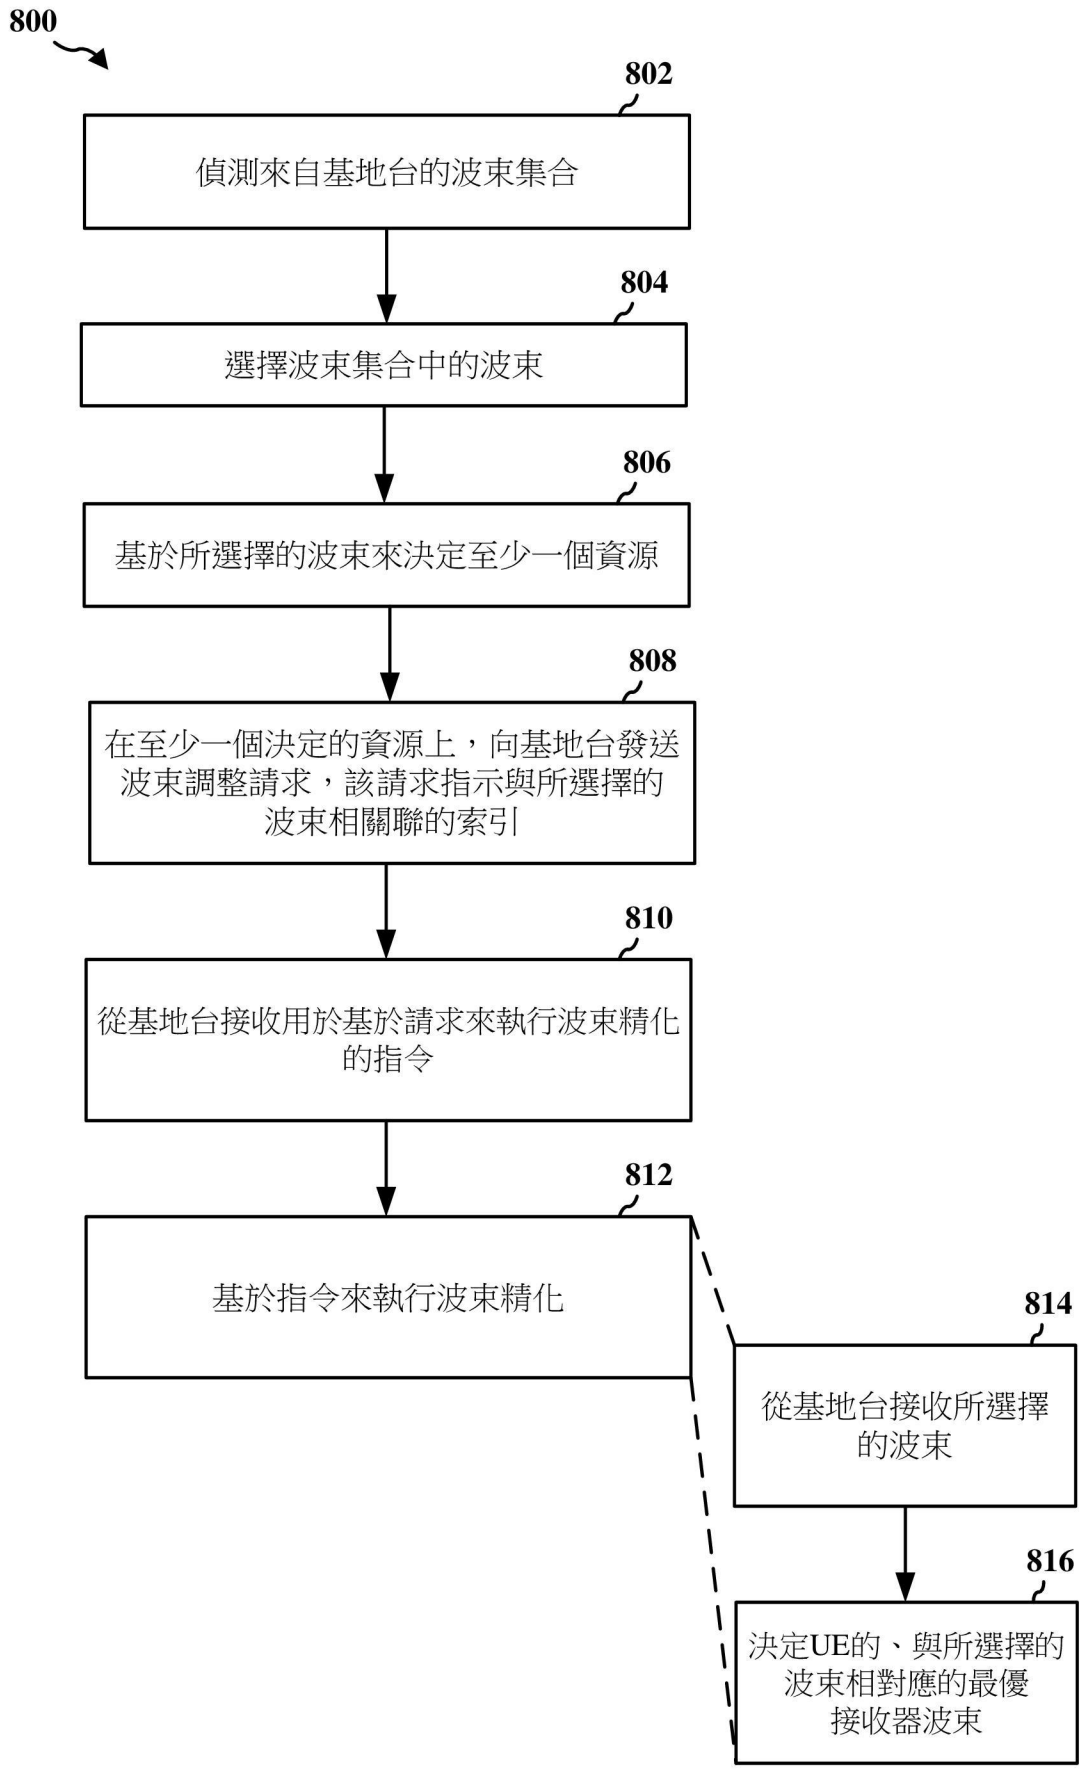 800
802
偵測來自基地台的波束集合
804
選擇波束集合中的波束
806
基於所選擇的波束來決定至少一個資源
808
在至少一個決定的資源上，向基地台發送
波束調整請求，該請求指示與所選擇的
波束相關聯的索引
810
從基地台接收用於基於請求來執行波束精化
的指令
812
基於指令來執行波束精化
814
從基地台接收所選擇
的波束
816
決定UE的、與所選擇的
波束相對應的最優
接收器波束